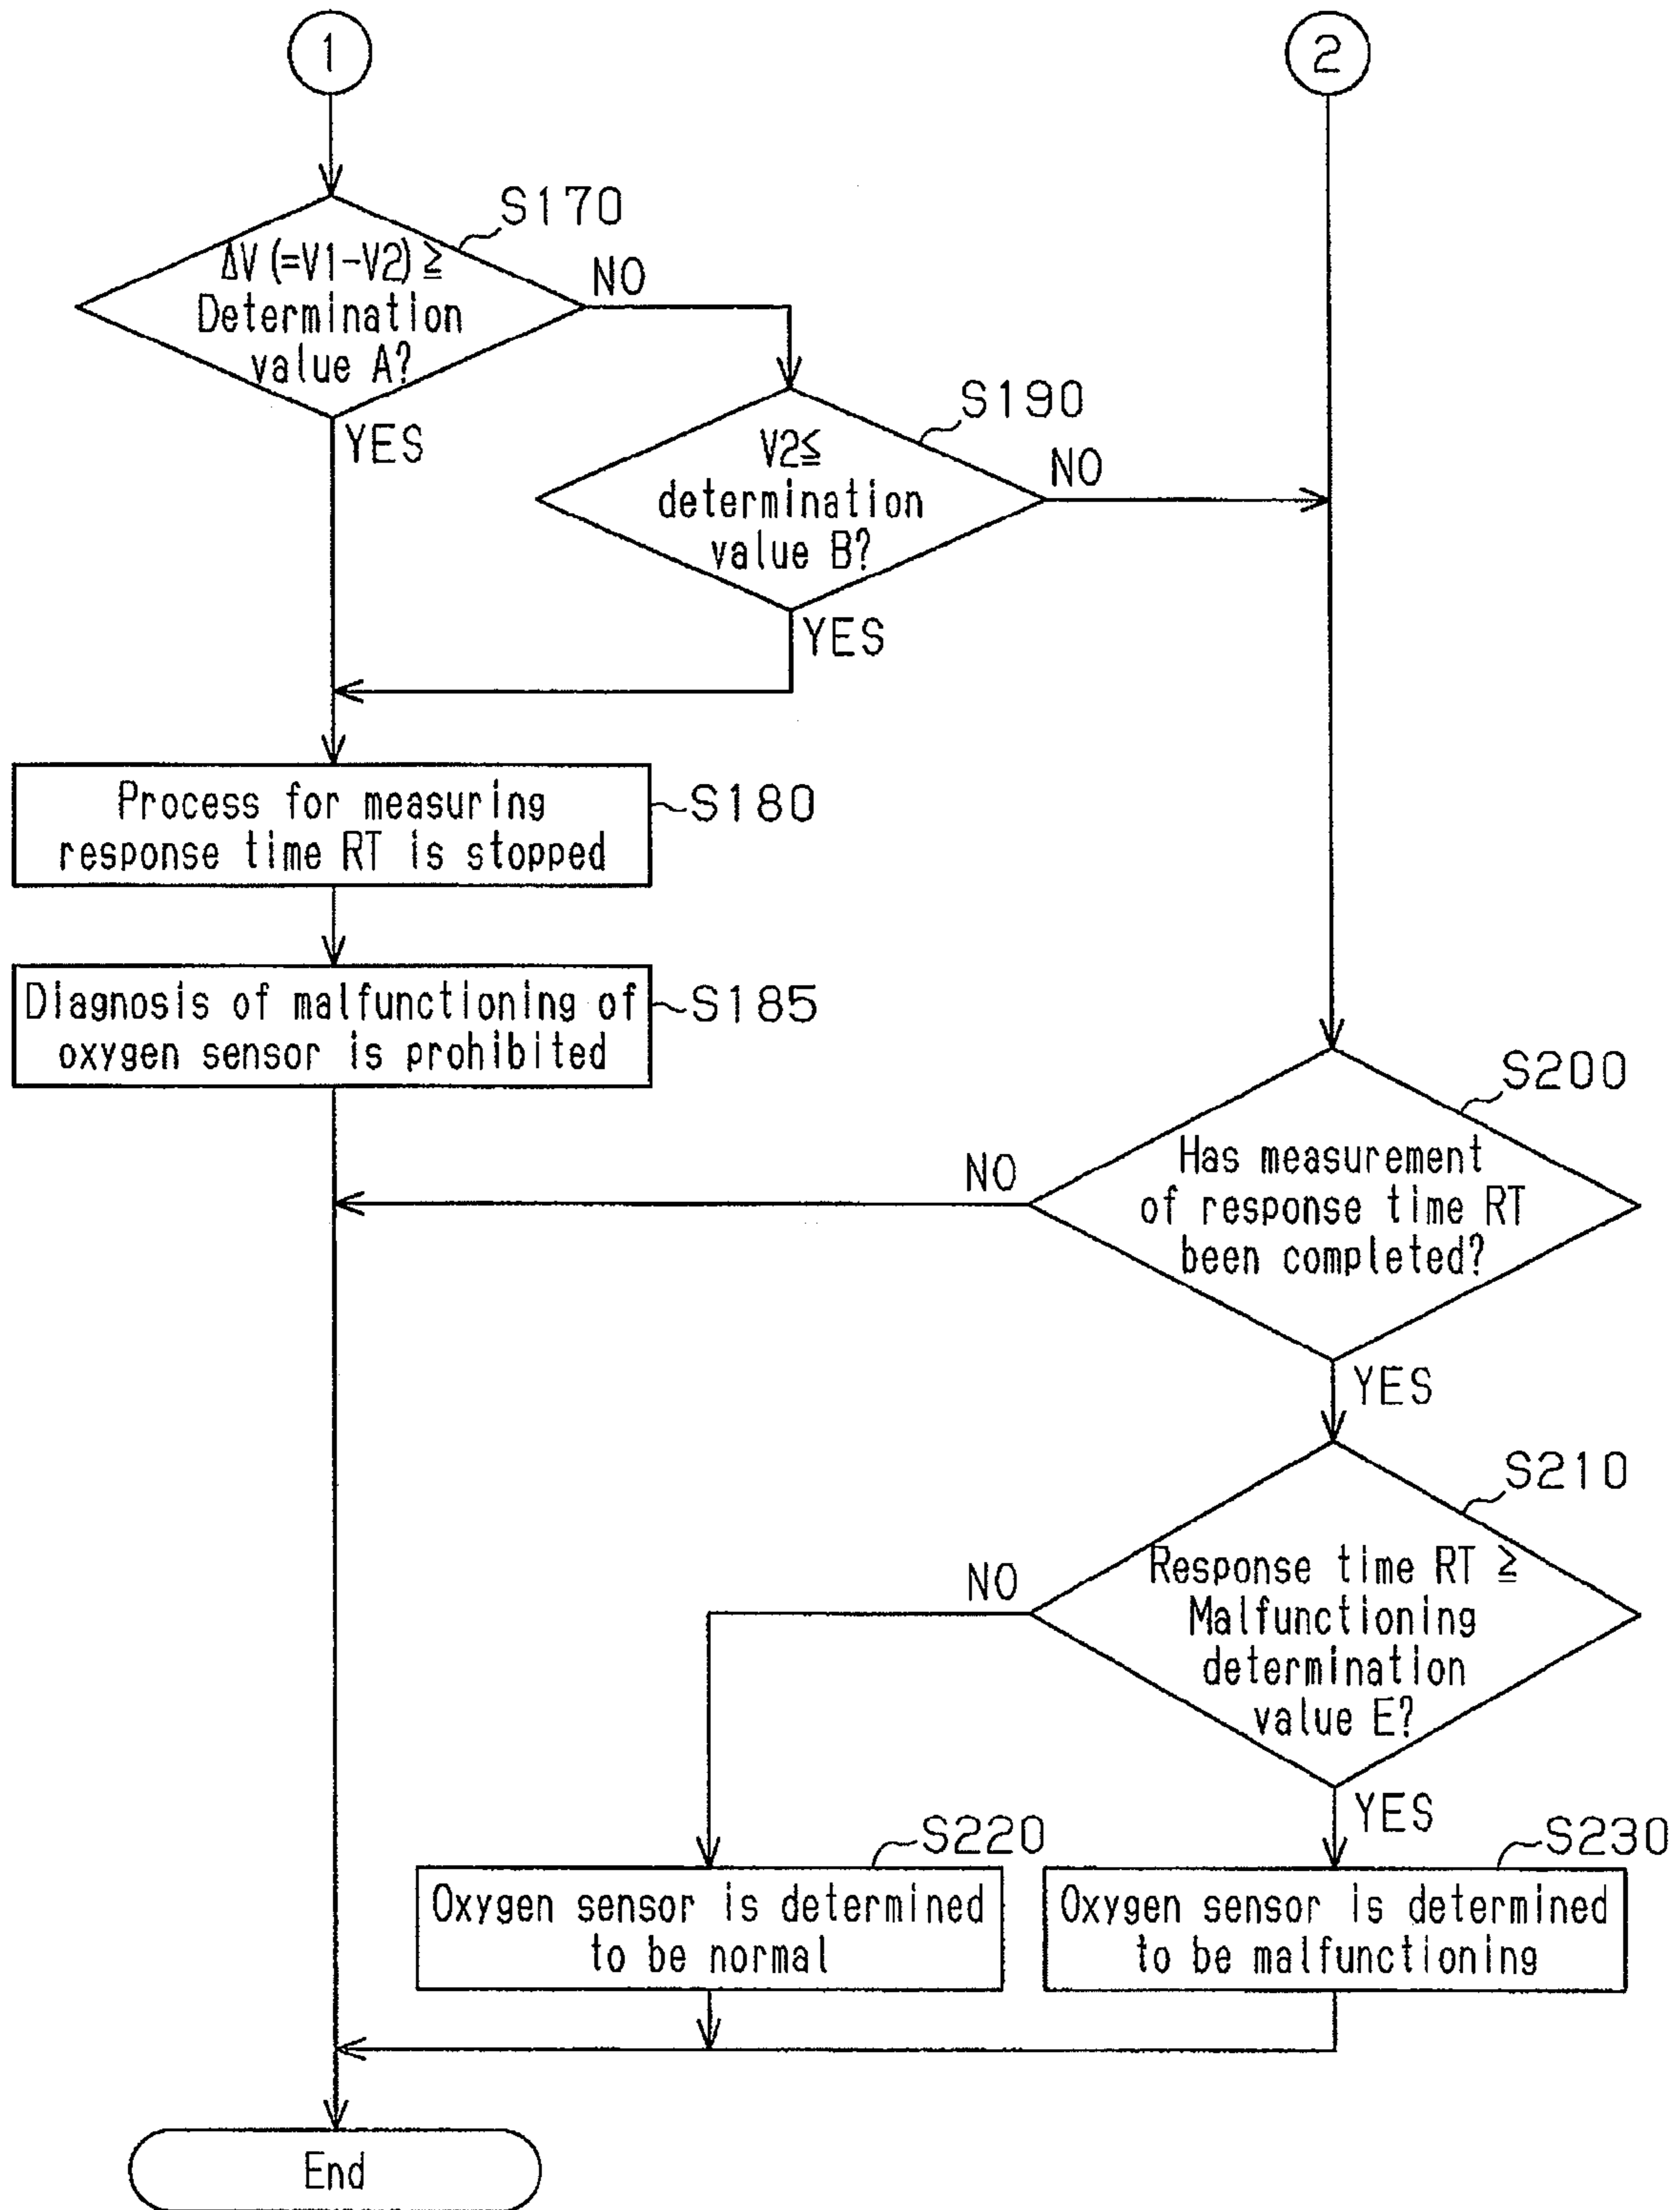 1
2
S170
ΔV (=V1-V2) ≧
Determination
value A?
NO
YES
S190
V2≦
determination
value B?
NO
YES
Process for measuring
response time RT is stopped
S180
Diagnosis of malfunctioning of
oxygen sensor is prohibited
S185
S200
Has measurement
of response time RT
been completed?
NO
YES
S210
Response time RT ≧
Malfunctioning
determination
value E?
NO
YES
S220
Oxygen sensor is determined
to be normal
S230
Oxygen sensor is determined
to be malfunctioning
End